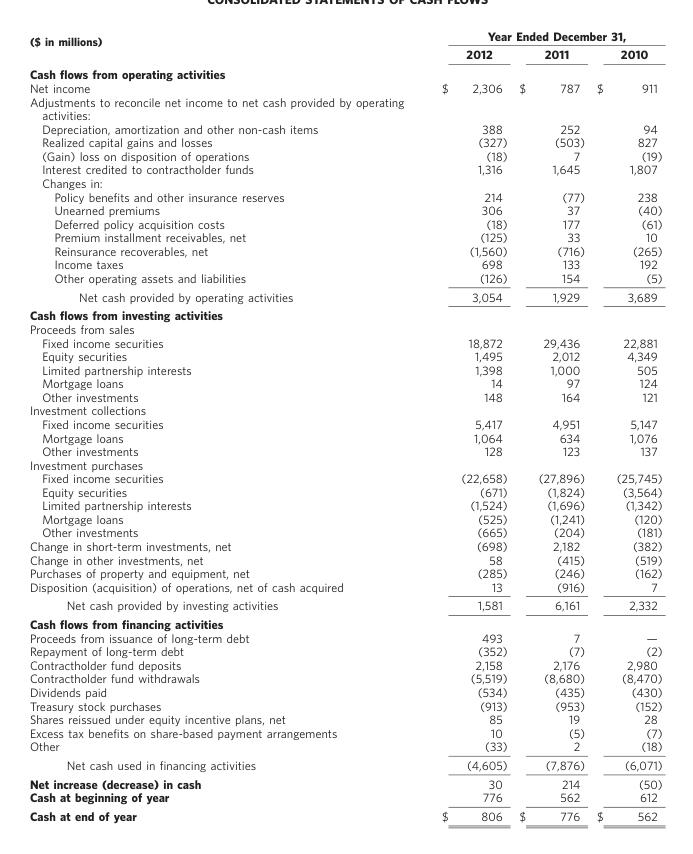 CONSOLIDATED STATEMENTS OF CASH FLOWS
($ in millions) Year Ended December 31,
2012 2011 2010
Cash flows from operating activities
Net income $ 2,306 $ 787 $ 911
Adjustments to reconcile net income to net cash provided by operating
activities:
Depreciation, amortization and other non-cash items 388 252 94
Realized capital gains and losses (327) (503) 827
(Gain) loss on disposition of operations (18) 7 (19)
Interest credited to contractholder funds 1,316 1,645 1,807
Changes in:
Policy benefits and other insurance reserves 214 (77) 238
Unearned premiums 306 37 (40)
Deferred policy acquisition costs (18) 177 (61)
Premium installment receivables, net (125) 33 10
Reinsurance recoverables, net (1,560) (716) (265)
Income taxes 698 133 192
Other operating assets and liabilities (126) 154 (5)
Net cash provided by operating activities 3,054 1,929 3,689
Cash flows from investing activities
Proceeds from sales
Fixed income securities 18,872 29,436 22,881
Equity securities 1,495 2,012 4,349
Limited partnership interests 1,398 1,000 505
Mortgage loans 14 97 124
Other investments 148 164 121
Investment collections
Fixed income securities 5,417 4,951 5,147
Mortgage loans 1,064 634 1,076
Other investments 128 123 137
Investment purchases
Fixed income securities (22,658) (27,896) (25,745)
Equity securities (671) (1,824) (3,564)
Limited partnership interests (1,524) (1,696) (1,342)
Mortgage loans (525) (1,241) (120)
Other investments (665) (204) (181)
Change in short-term investments, net (698) 2,182 (382)
Change in other investments, net 58 (415) (519)
Purchases of property and equipment, net (285) (246) (162)
Disposition (acquisition) of operations, net of cash acquired 13 (916) 7
Net cash provided by investing activities 1,581 6,161 2,332
Cash flows from financing activities
Proceeds from issuance of long-term debt 493 7 —
Repayment of long-term debt (352) (7) (2)
Contractholder fund deposits 2,158 2,176 2,980
Contractholder fund withdrawals (5,519) (8,680) (8,470)
Dividends paid (534) (435) (430)
Treasury stock purchases (913) (953) (152)
Shares reissued under equity incentive plans, net 85 19 28
Excess tax benefits on share-based payment arrangements 10 (5) (7)
Other (33) 2 (18)
Net cash used in financing activities (4,605) (7,876) (6,071)
Net increase (decrease) in cash 30 214 (50)
Cash at beginning of year 776 562 612
Cash at end of year $ 806 $ 776 $ 562